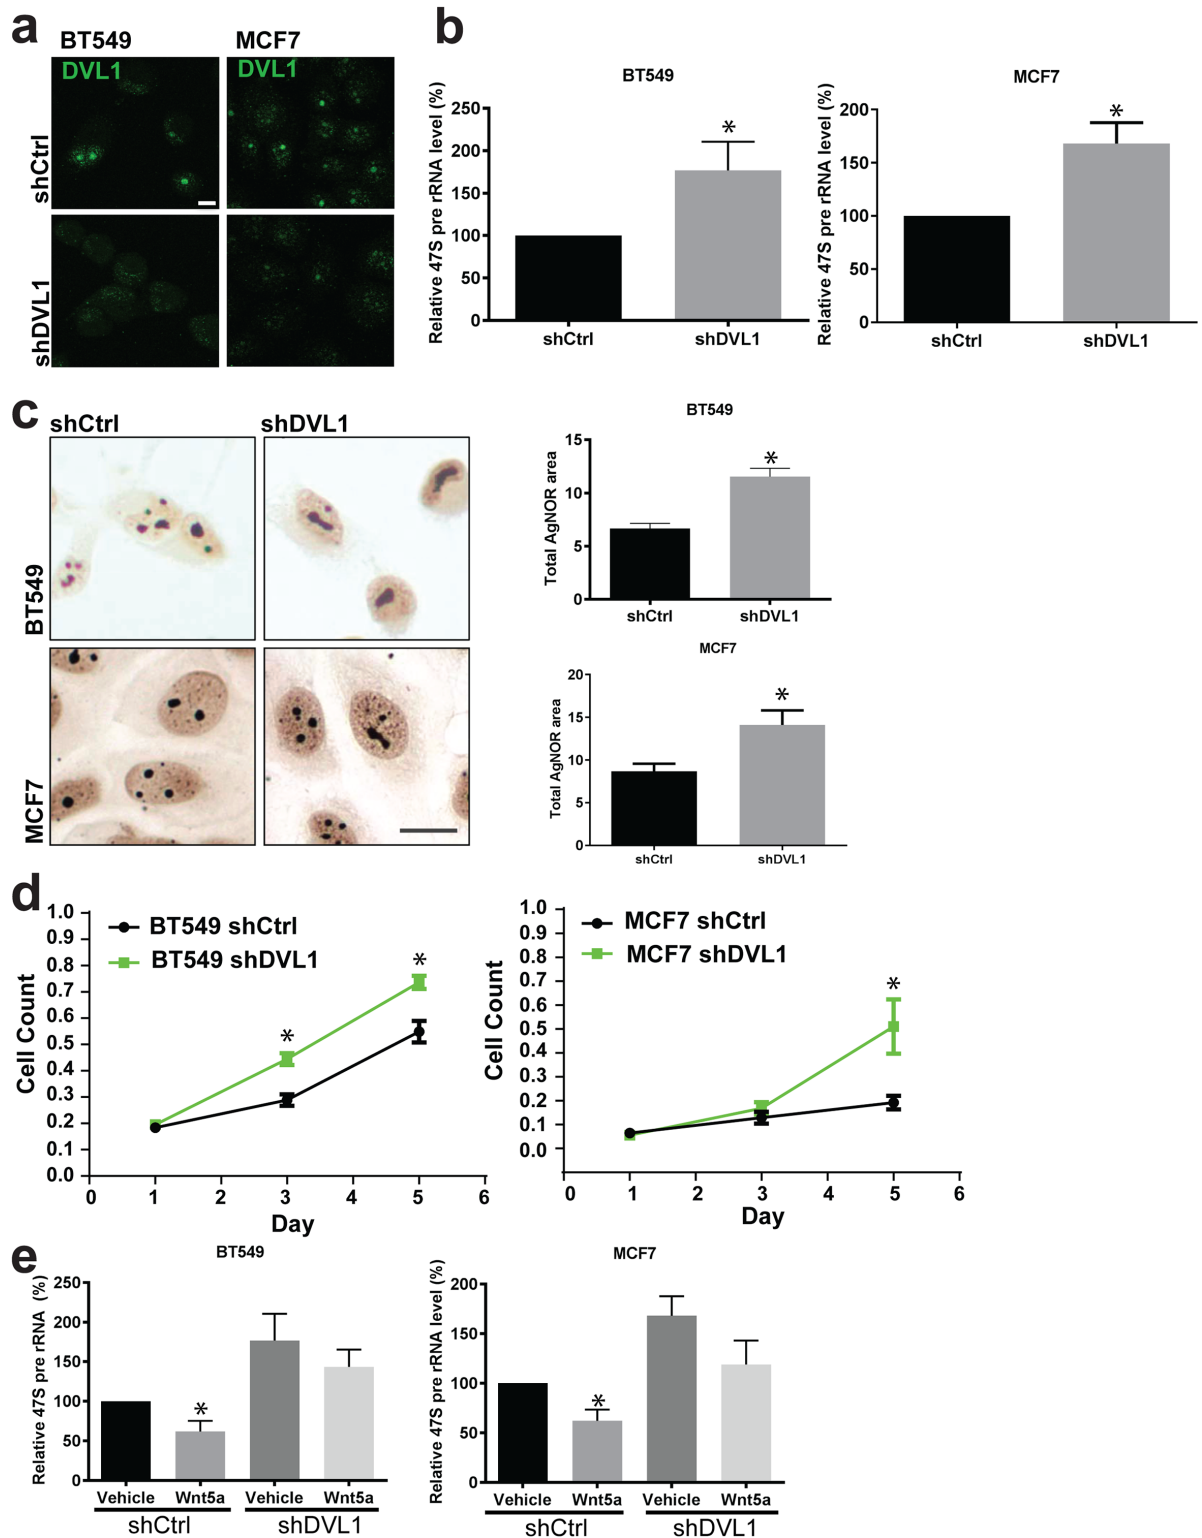 a
BT549
MCF7
DVL1
DVL1
shCtrl
shDVL1
b
BT549
Relative 47S pre rRNA level (%)
250
200
150
100
50
0
*
shCtrl
shDVL1
MCF7
Relative 47S pre rRNA level (%)
200
150
100
50
0
*
shCtrl
shDVL1
c
shCtrl
shDVL1
BT549
MCF7
BT549
Total AgNOR area
15
10
5
0
*
shCtrl
shDVL1
MCF7
Total AgNOR area
20
15
10
5
0
*
shCtrl
shDVL1
d
Cell Count
1.0
0.9
0.8
0.7
0.6
0.5
0.4
0.3
0.2
0.1
0.0
BT549 shCtrl
BT549 shDVL1
*
*
0 1 2 3 4 5 6
Day
Cell Count
1.0
0.9
0.8
0.7
0.6
0.5
0.4
0.3
0.2
0.1
0.0
MCF7 shCtrl
MCF7 shDVL1
*
0 1 2 3 4 5 6
Day
e
BT549
Relative 47S pre rRNA (%)
250
200
150
100
50
0
*
Vehicle Wnt5a Vehicle Wnt5a
shCtrl shDVL1
MCF7
Relative 47S pre rRNA level (%)
200
150
100
50
0
*
Vehicle Wnt5a Vehicle Wnt5a
shCtrl shDVL1